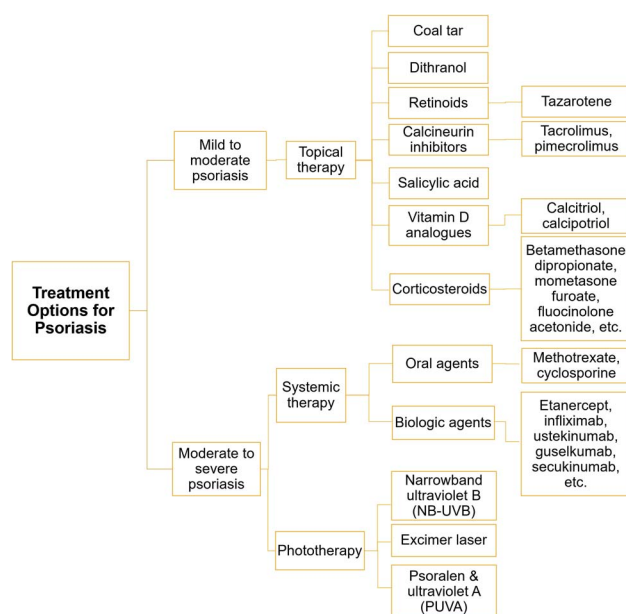 Coal tar
Dithranol
Retinoids
Tazarotene
Mild to
moderate
psoriasis
Topical
therapy
Calcineurin
inhibitors
Tacrolimus,
pimecrolimus
Salicylic acid
Vitamin D
analogues
Calcitriol,
calcipotriol
Corticosteroids
Betamethasone
dipropionate,
mometasone
furoate,
fluocinolone
acetonide, etc.
Treatment
Options for
Psoriasis
Moderate to
severe
psoriasis
Systemic
therapy
Oral agents
Methotrexate,
cyclosporine
Biologic agents
Etanercept,
infliximab,
ustekinumab,
guselkumab,
secukinumab,
etc.
Phototherapy
Narrowband
ultraviolet B
(NB-UVB)
Excimer laser
Psoralen &
ultraviolet A
(PUVA)